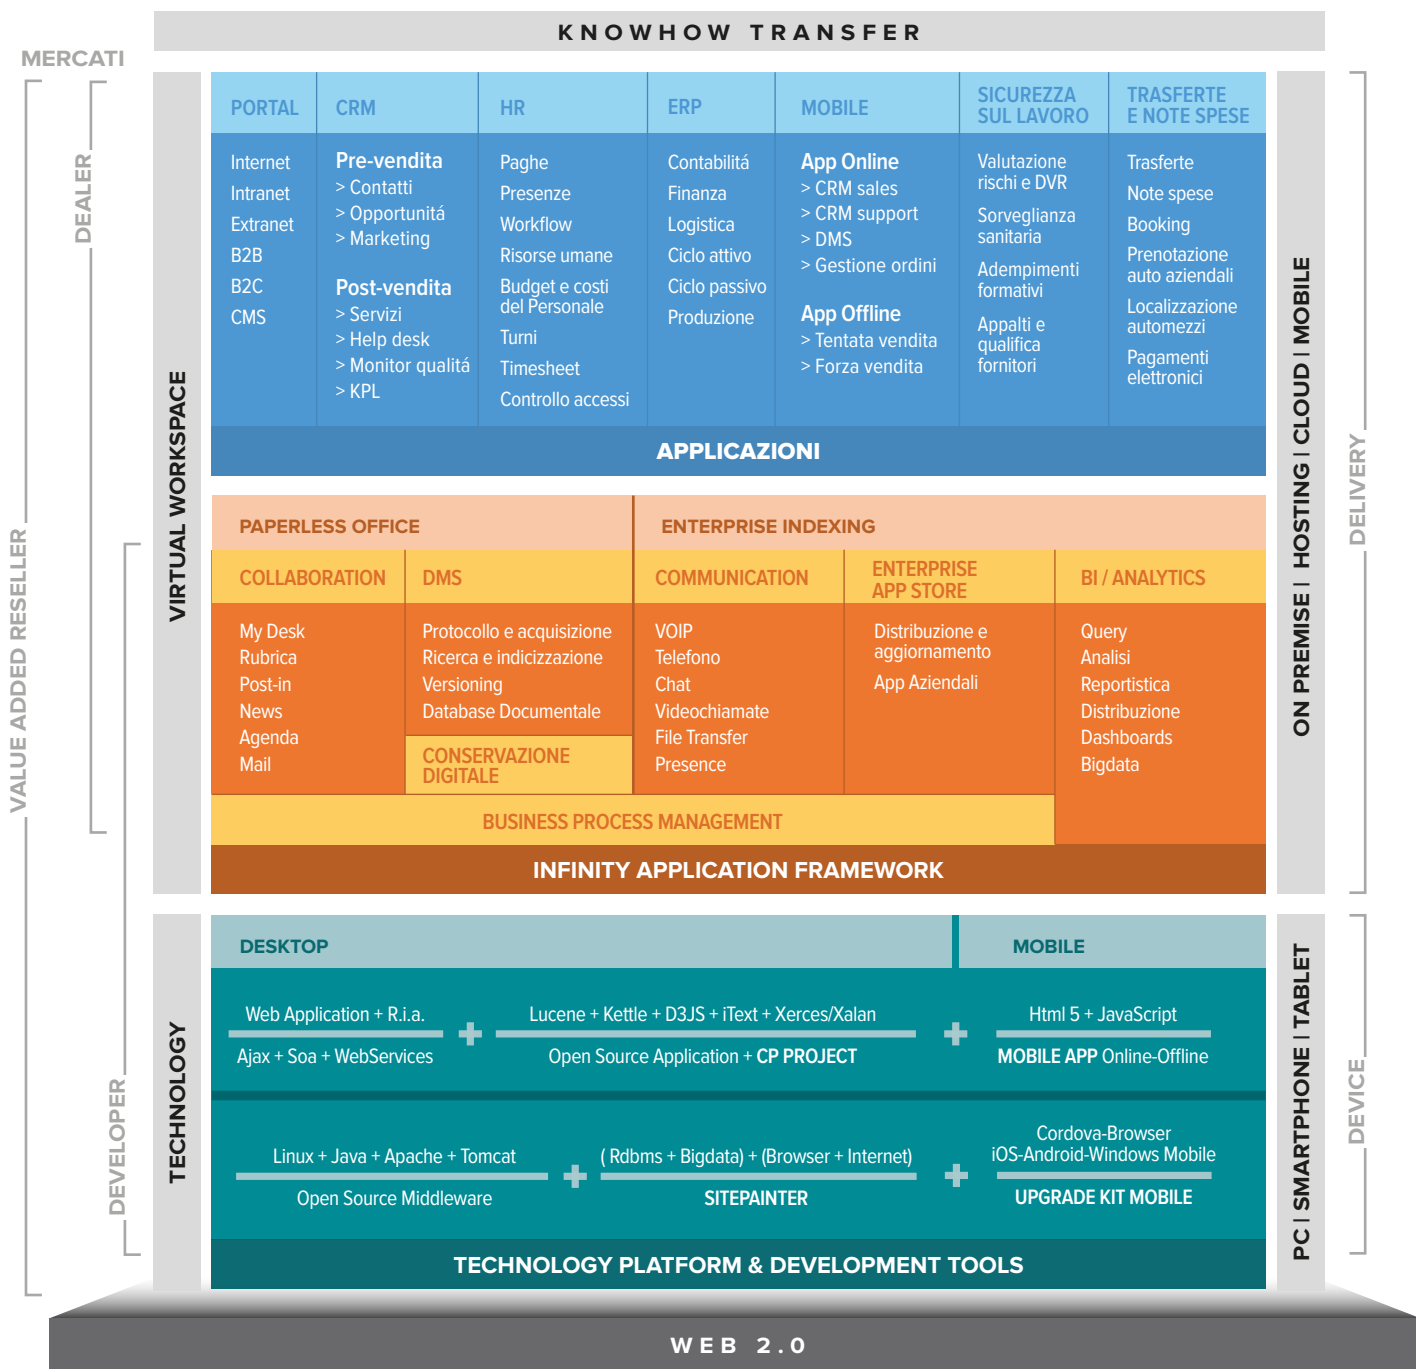 KNOWHOW TRANSFER
MERCATI
VALUE ADDED RESELLER
DEALER
DEVELOPER
VIRTUAL WORKSPACE
PORTAL
Internet
Intranet
Extranet
B2B
B2C
CMS
CRM
Pre-vendita
> Contatti
> Opportunitá
> Marketing
Post-vendita
> Servizi
> Help desk
> Monitor qualitá
> KPL
HR
Paghe
Presenze
Workflow
Risorse umane
Budget e costi
del Personale
Turni
Timesheet
Controllo accessi
ERP
Contabilitá
Finanza
Logistica
Ciclo attivo
Ciclo passivo
Produzione
MOBILE
App Online
> CRM sales
> CRM support
> DMS
> Gestione ordini
App Offline
> Tentata vendita
> Forza vendita
SICUREZZA
SUL LAVORO
Valutazione
rischi e DVR
Sorveglianza
sanitaria
Adempimenti
formativi
Appalti e
qualifica
fornitori
TRASFERTE
E NOTE SPESE
Trasferte
Note spese
Booking
Prenotazione
auto aziendali
Localizzazione
automezzi
Pagamenti
elettronici
APPLICAZIONI
PAPERLESS OFFICE
ENTERPRISE INDEXING
COLLABORATION
My Desk
Rubrica
Post-in
News
Agenda
Mail
DMS
Protocollo e acquisizione
Ricerca e indicizzazione
Versioning
Database Documentale
CONSERVAZIONE
DIGITALE
COMMUNICATION
VOIP
Telefono
Chat
Videochiamate
File Transfer
Presence
ENTERPRISE
APP STORE
Distribuzione e
aggiornamento
App Aziendali
BI / ANALYTICS
Query
Analisi
Reportistica
Distribuzione
Dashboards
Bigdata
BUSINESS PROCESS MANAGEMENT
INFINITY APPLICATION FRAMEWORK
ON PREMISE | HOSTING | CLOUD | MOBILE
DELIVERY
TECHNOLOGY
DESKTOP
MOBILE
Web Application + R.i.a.
Ajax + Soa + WebServices
+
Lucene + Kettle + D3JS + iText + Xerces/Xalan
Open Source Application + CP PROJECT
+
Html 5 + JavaScript
MOBILE APP Online-Offline
Linux + Java + Apache + Tomcat
Open Source Middleware
+
( Rdbms + Bigdata) + (Browser + Internet)
SITEPAINTER
+
Cordova-Browser
iOS-Android-Windows Mobile
UPGRADE KIT MOBILE
TECHNOLOGY PLATFORM & DEVELOPMENT TOOLS
PC | SMARTPHONE | TABLET
DEVICE
WEB 2.0